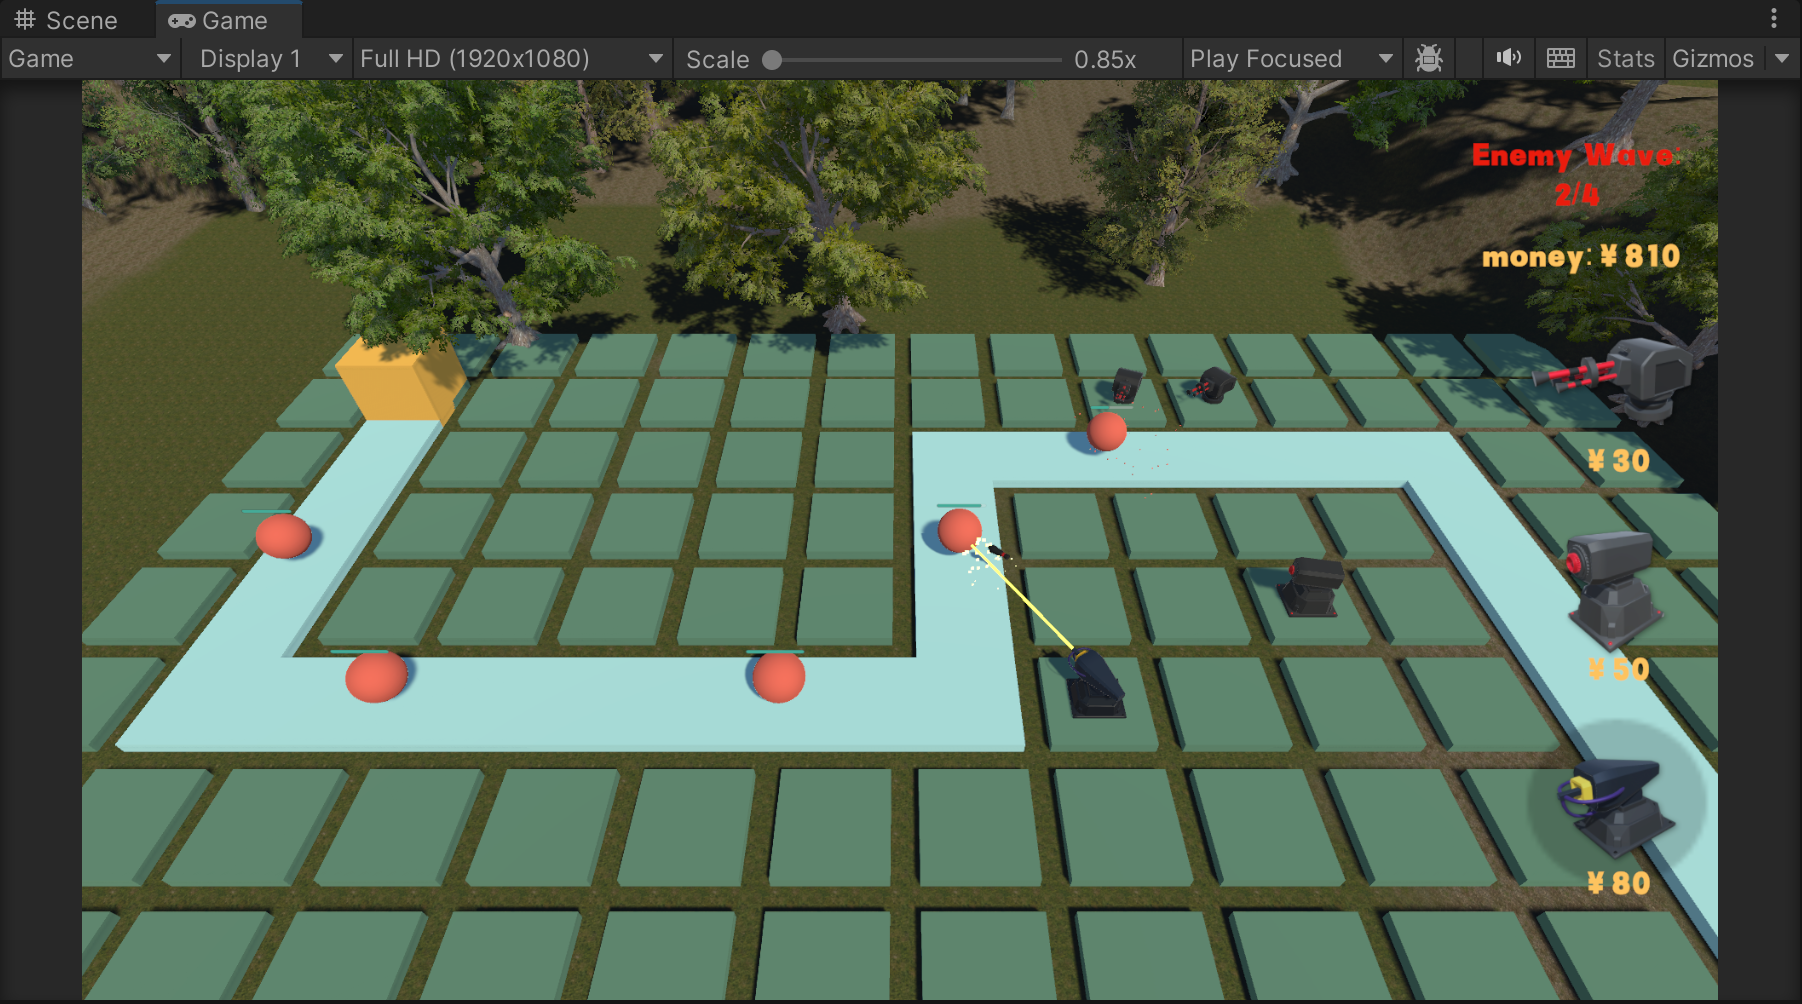 Scene
Game
Game
Display 1
Full HD (1920x1080)
Scale
0.85x
Play Focused
Stats
Gizmos
Enemy Wave:
2/4
money: ¥ 810
¥ 30
¥ 50
¥ 80